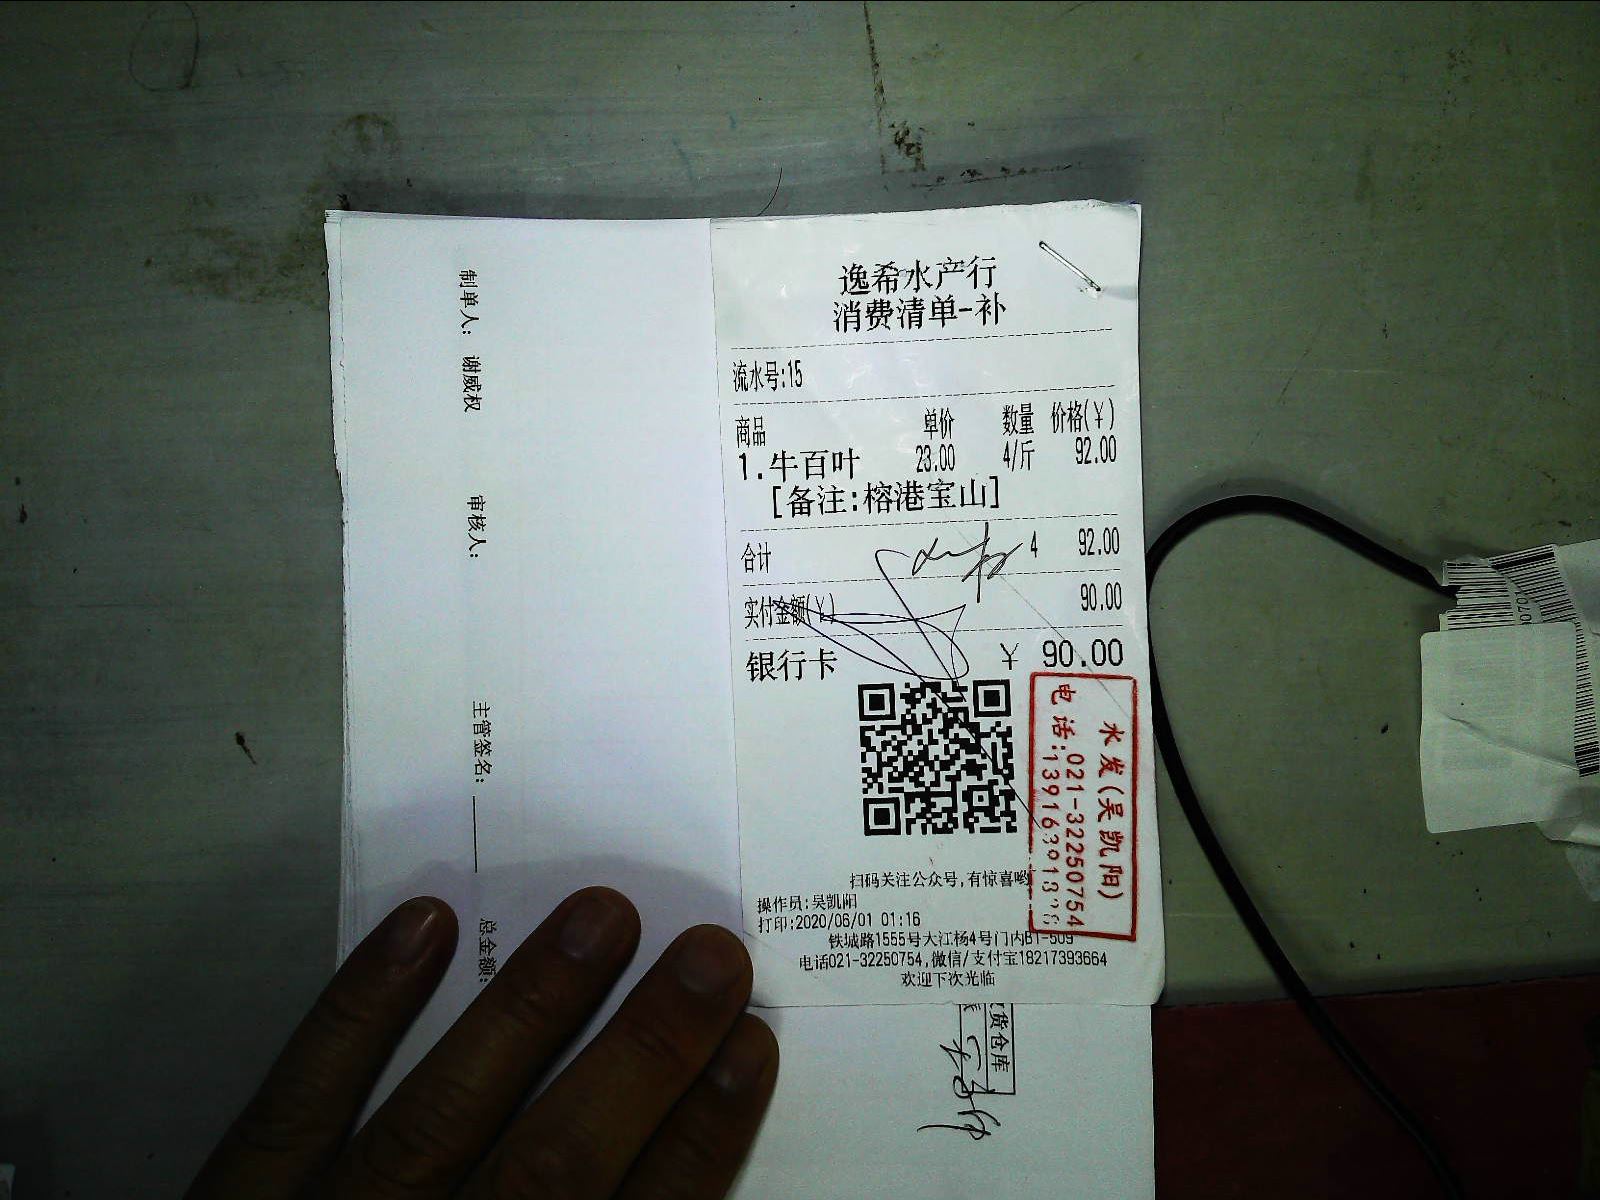 逸希水产行
消费清单-补
流水号:15
商品 单价 数量 价格(¥)
1.牛百叶 23.00 4/斤 92.00
[备注:榕港宝山]
合计 4 92.00
实付金额(¥) 90.00
银行卡 ¥ 90.00
水发(吴凯阳)
电话:021-32250754
扫码关注公众号,有惊喜哟
操作员:吴凯阳
打印:2020/06/01 01:16
铁城路1555号大江杨4号门内B1-509
电话021-32250754,微信/支付宝18217393664
欢迎下次光临
制单人: 谢威权
审核人:
主管签名:
总金额:
货仓库